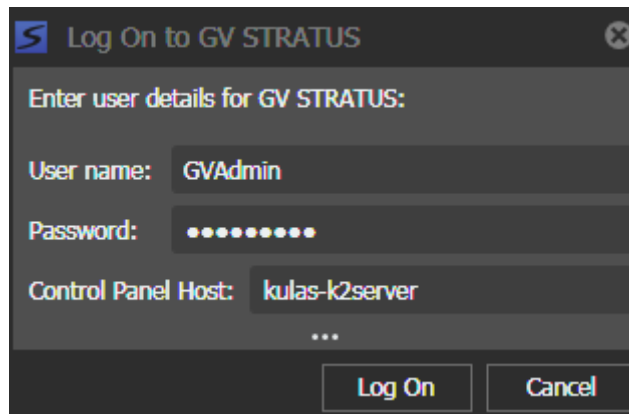 Log On to GV STRATUS
Enter user details for GV STRATUS:
User name: GVAdmin
Password: ●●●●●●●●●
Control Panel Host: kulas-k2server
...
Log On Cancel